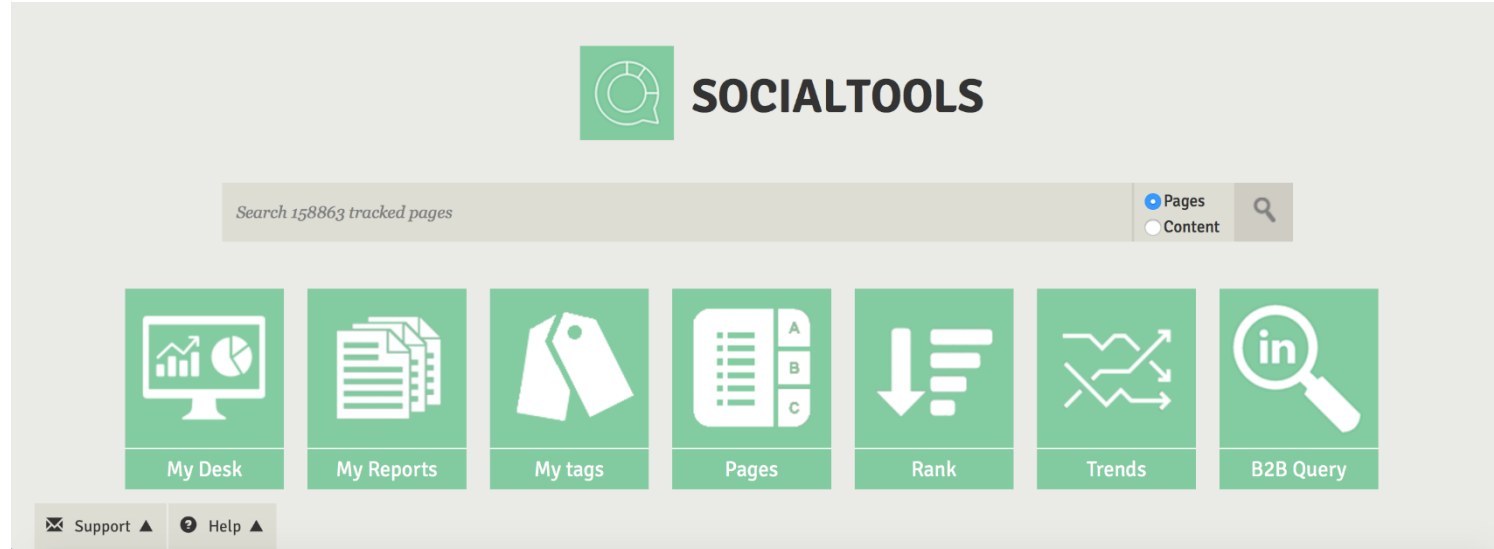 SOCIALTOOLS
Search 158863 tracked pages
Pages
Content
A
B
C
in
My Desk
My Reports
My tags
Pages
Rank
Trends
B2B Query
Support
Help